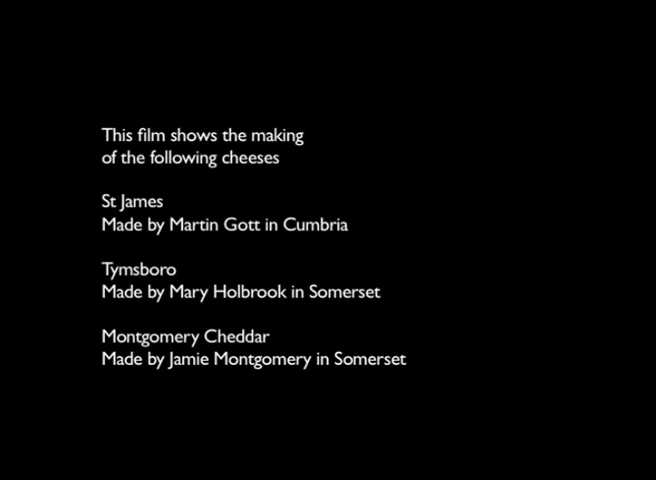 This film shows the making
of the following cheeses
St James
Made by Martin Gott in Cumbria
Tymsboro
Made by Mary Holbrook in Somerset
Montgomery Cheddar
Made by Jamie Montgomery in Somerset